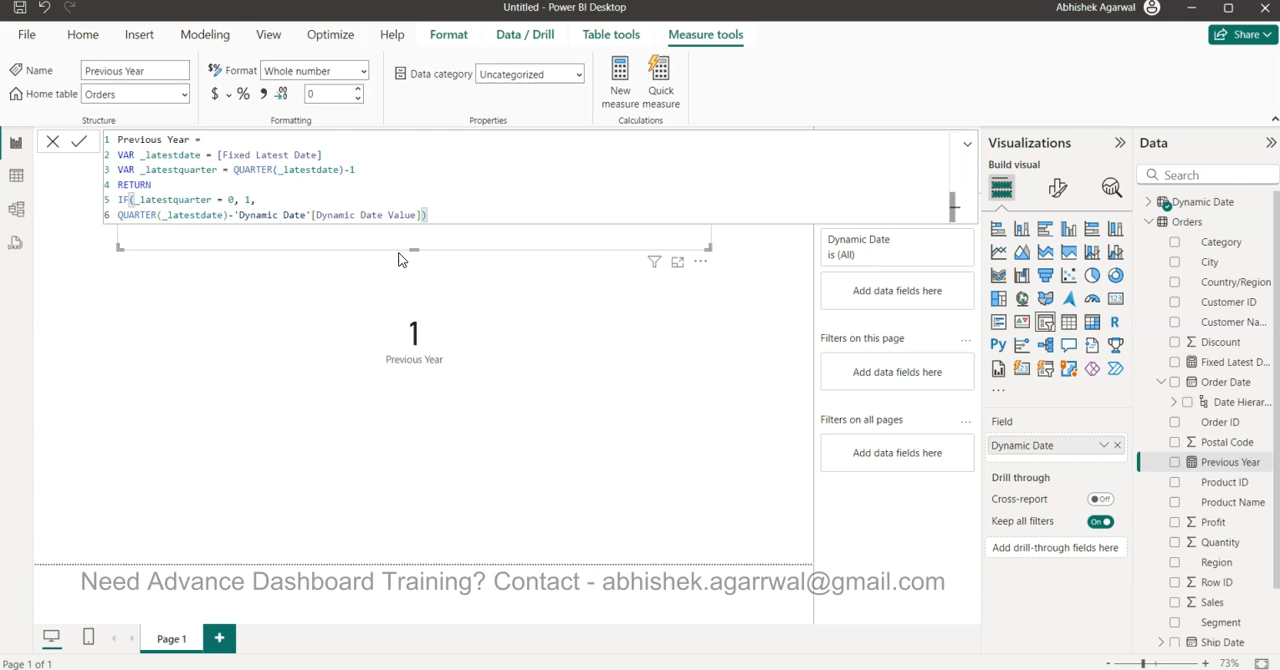 Untitled - Power BI Desktop
Abhishek Agarwal
File
Home
Insert
Modeling
View
Optimize
Help
Format
Data / Drill
Table tools
Measure tools
Share
Name
Previous Year
Home table
Orders
Structure
Format
Whole number
$
%
0
Formatting
Data category
Uncategorized
Properties
New measure
Quick measure
Calculations
1 Previous Year =
2 VAR _latestdate = [Fixed Latest Date]
3 VAR _latestquarter = QUARTER(_latestdate)-1
4 RETURN
5 IF(_latestquarter = 0, 1,
6 QUARTER(_latestdate)-'Dynamic Date'[Dynamic Date Value])
1
Previous Year
Dynamic Date
is (All)
Add data fields here
Filters on this page
Add data fields here
Filters on all pages
Add data fields here
Visualizations
Build visual
R
Py
Field
Dynamic Date
Drill through
Cross-report
Off
Keep all filters
On
Add drill-through fields here
Data
Search
Dynamic Date
Orders
Category
City
Country/Region
Customer ID
Customer Na...
Discount
Fixed Latest D...
Order Date
Date Hierar...
Order ID
Postal Code
Previous Year
Product ID
Product Name
Profit
Quantity
Region
Row ID
Sales
Segment
Ship Date
Need Advance Dashboard Training? Contact - abhishek.agarrwal@gmail.com
Page 1
Page 1 of 1
73%